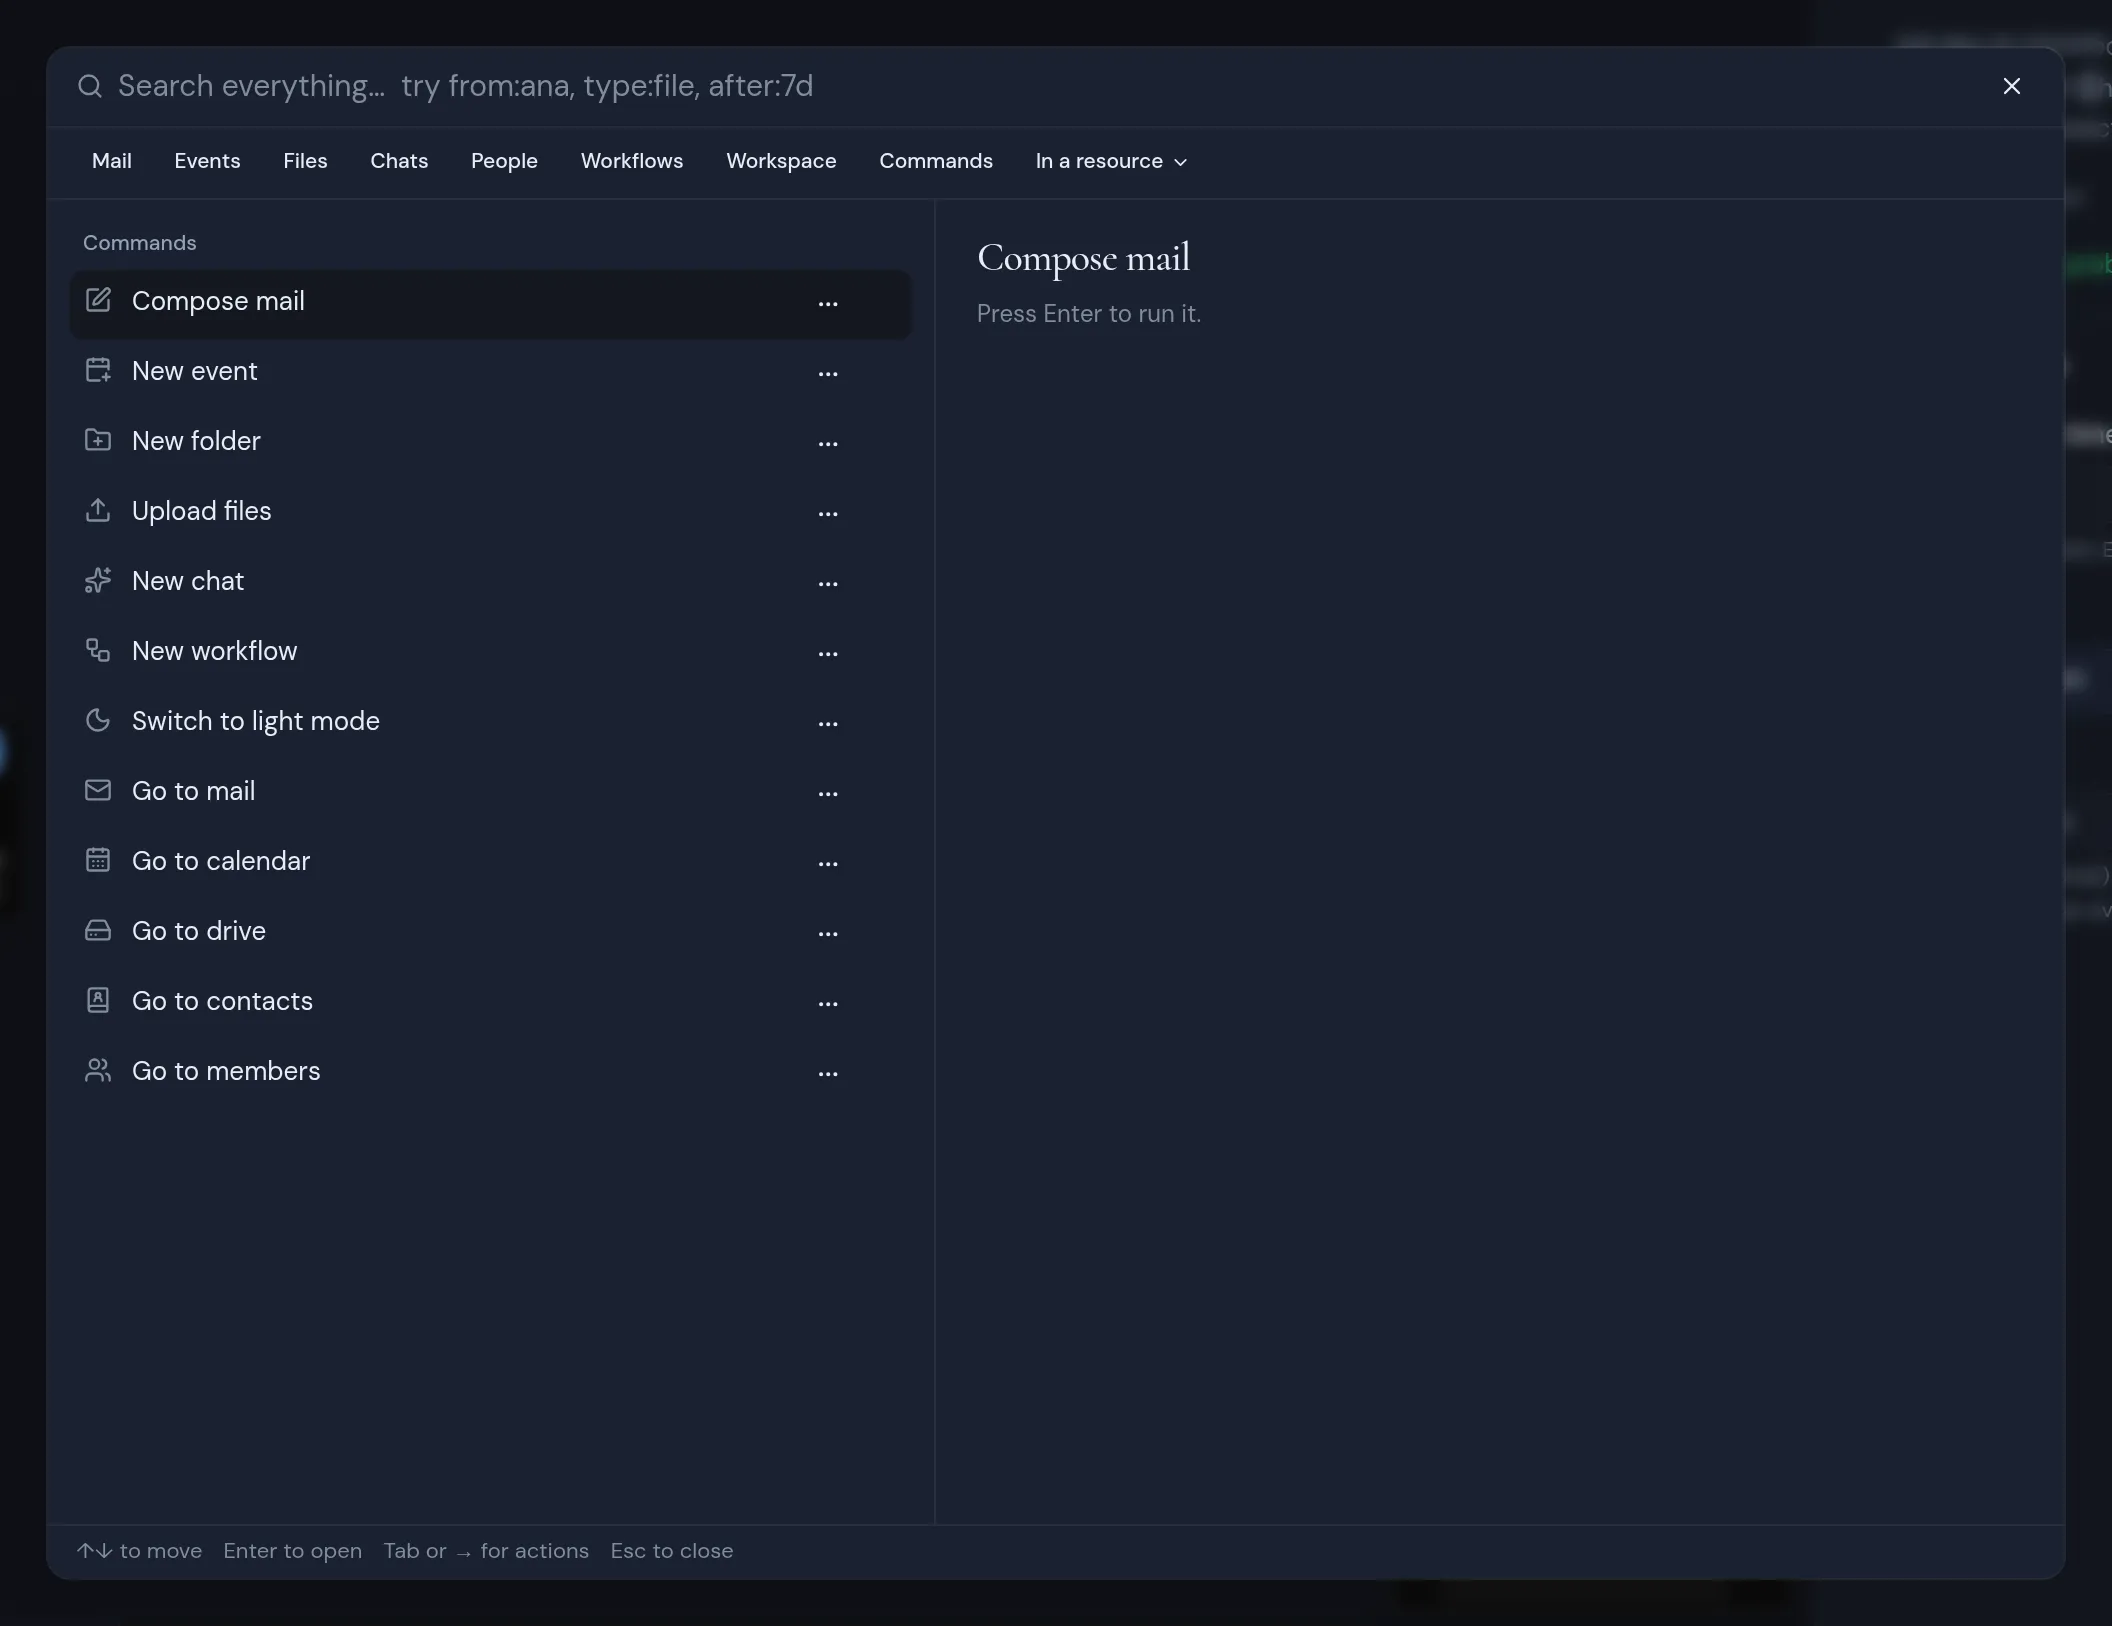 Search everything... try from:ana, type:file, after:7d
Mail Events Files Chats People Workflows Workspace Commands In a resource
Commands
Compose mail ...
New event ...
New folder ...
Upload files ...
New chat ...
New workflow ...
Switch to light mode ...
Go to mail ...
Go to calendar ...
Go to drive ...
Go to contacts ...
Go to members ...
Compose mail
Press Enter to run it.
↑↓ to move Enter to open Tab or → for actions Esc to close